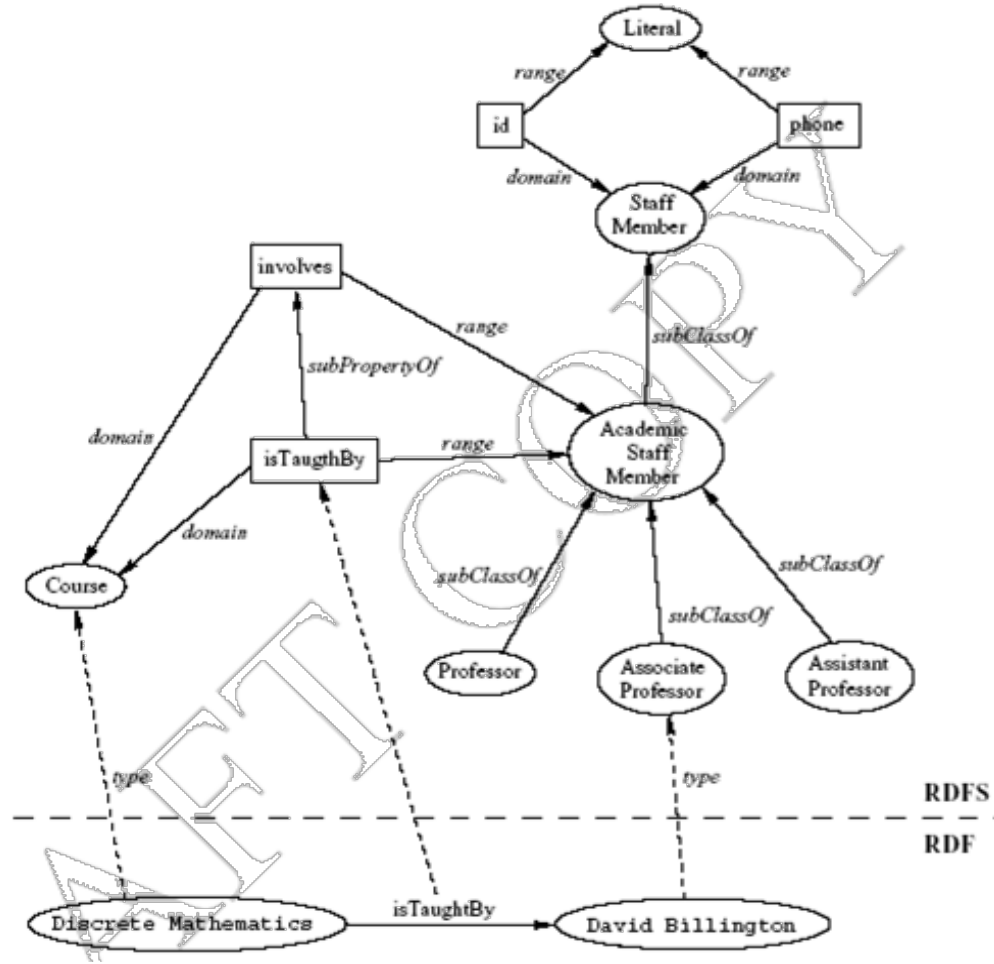 Literal
range
range
id
phone
domain
domain
Staff
Member
involves
range
subClassOf
subPropertyOf
domain
isTaugthBy
range
Academic
Staff
Member
domain
Course
subClassOf
subClassOf
subClassOf
Professor
Associate
Professor
Assistant
Professor
type
type
RDFS
RDF
Discrete Mathematics
isTaughtBy
David Billington
AFT COPY